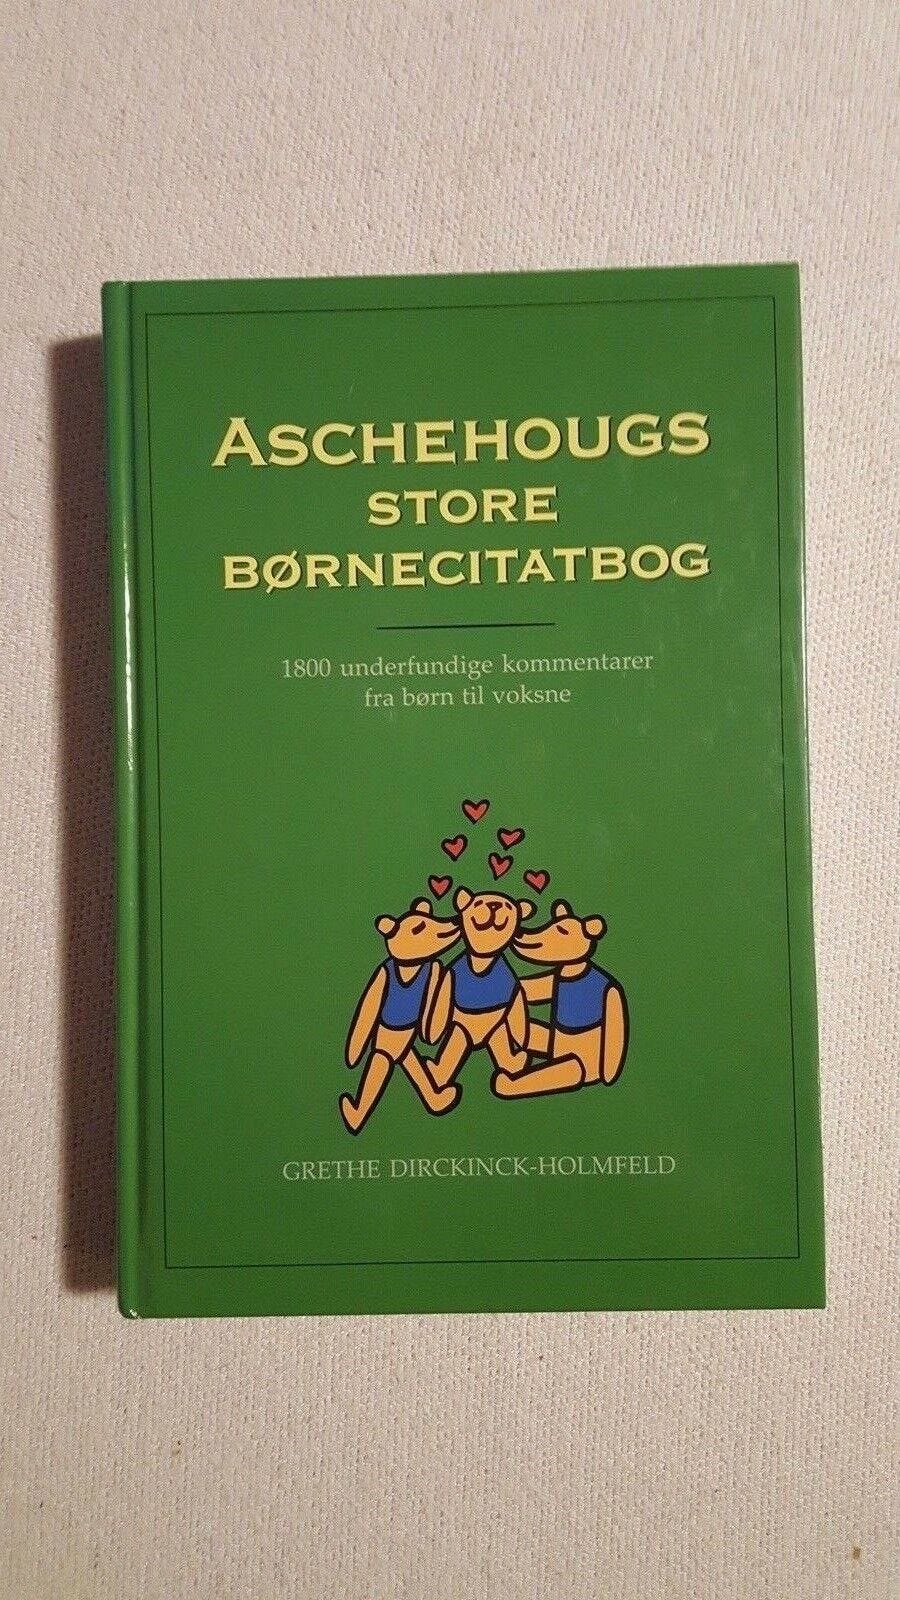 ASCHEHOUGS
STORE
BØRNECITATBOG
1800 underfundige kommentarer
fra børn til voksne
GRETHE DIRCKINCK-HOLMFELD